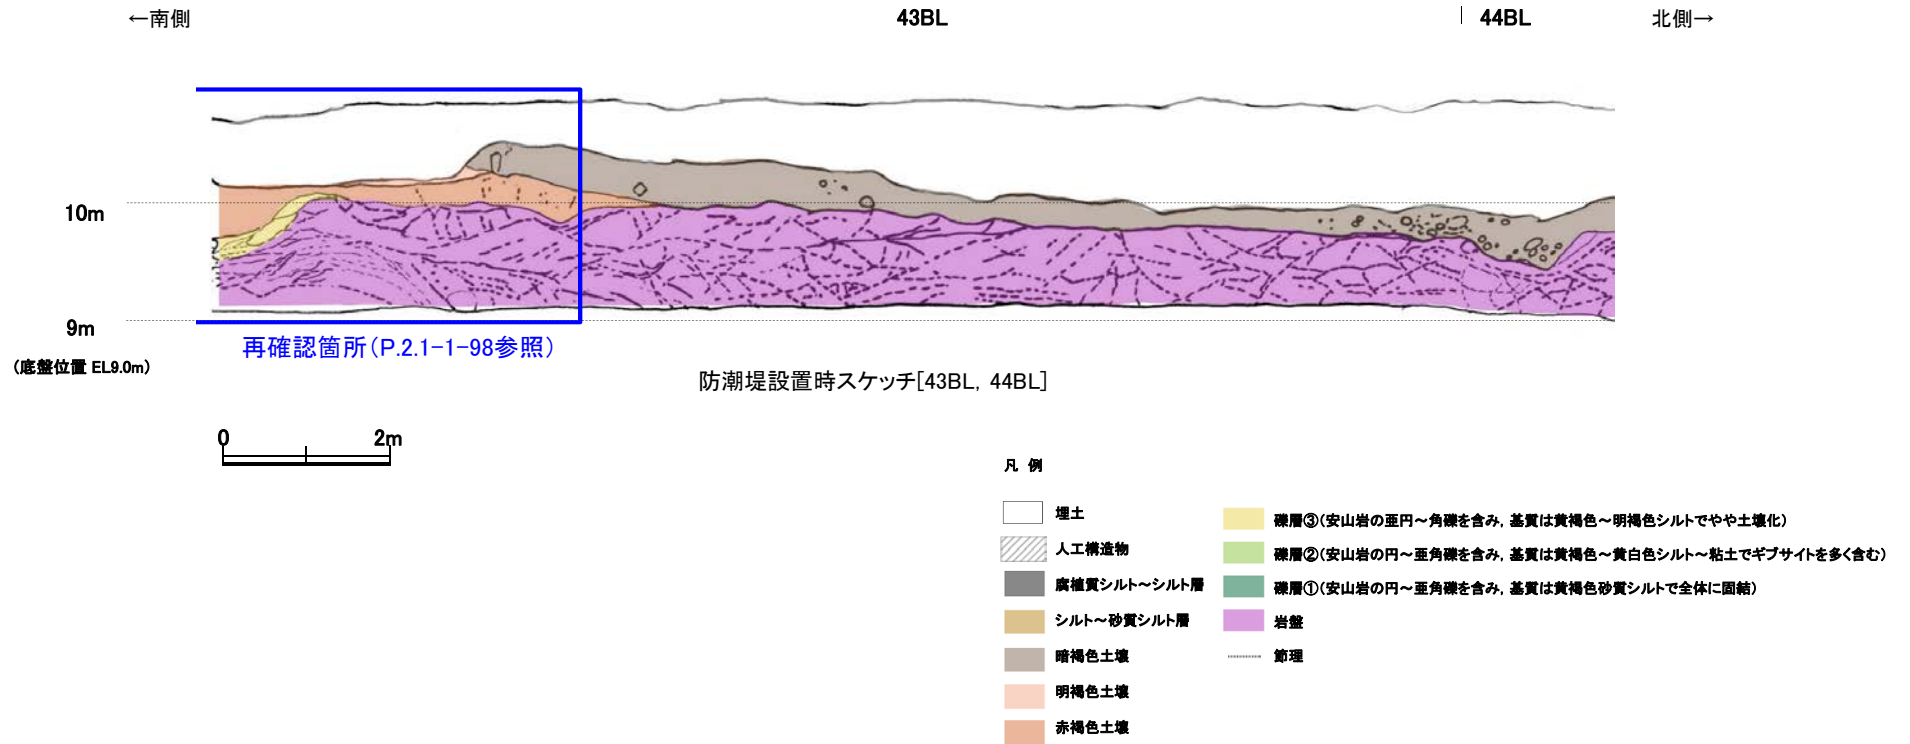 ←南側
43BL
44BL
北側→
10m
9m
(底盤位置 EL9.0m)
再確認箇所(P.2.1-1-98参照)
防潮堤設置時スケッチ[43BL, 44BL]
0
2m
凡 例
埋土
人工構造物
腐植質シルト～シルト層
シルト～砂質シルト層
暗褐色土壌
明褐色土壌
赤褐色土壌
礫層③(安山岩の亜円～角礫を含み, 基質は黄褐色～明褐色シルトでやや土壌化)
礫層②(安山岩の円～亜角礫を含み, 基質は黄褐色～黄白色シルト～粘土でギブサイトを多く含む)
礫層①(安山岩の円～亜角礫を含み, 基質は黄褐色砂質シルトで全体に固結)
岩盤
節理